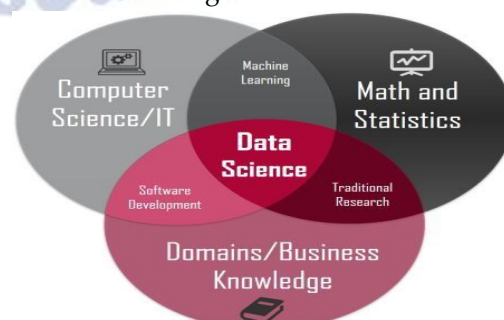 Machine
Learning
Computer
Science/IT
Math and
Statistics
Data
Science
Software
Development
Traditional
Research
Domains/Business
Knowledge